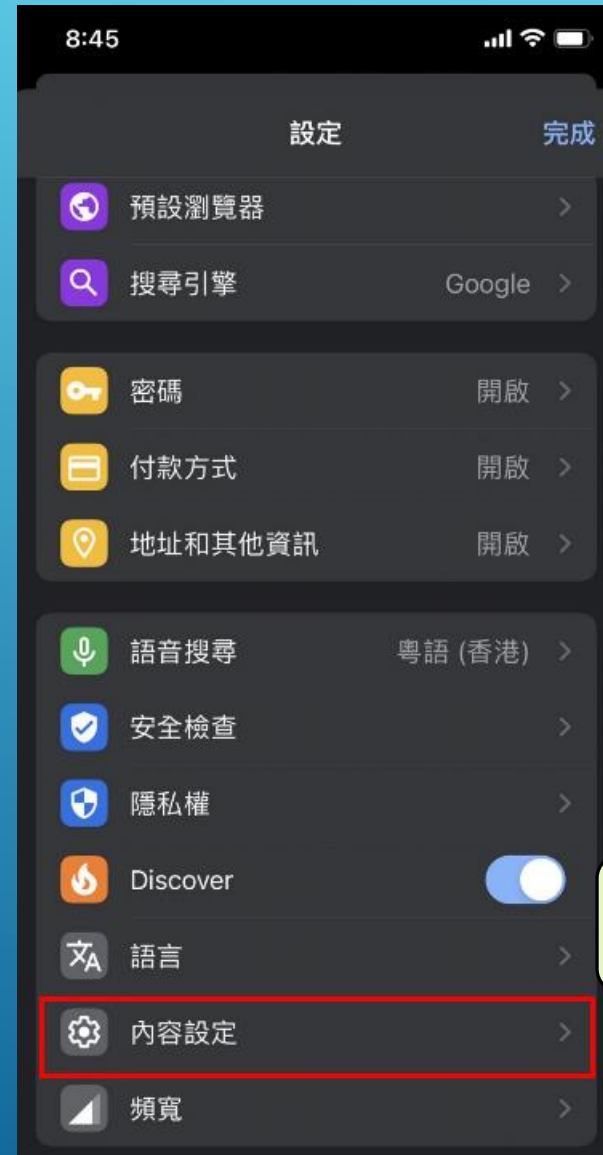 8:45
設定 完成
預設瀏覽器
搜尋引擎 Google
密碼 開啟
付款方式 開啟
地址和其他資訊 開啟
語音搜尋 粵語 (香港)
安全檢查
隱私權
Discover
語言
內容設定
頻寬